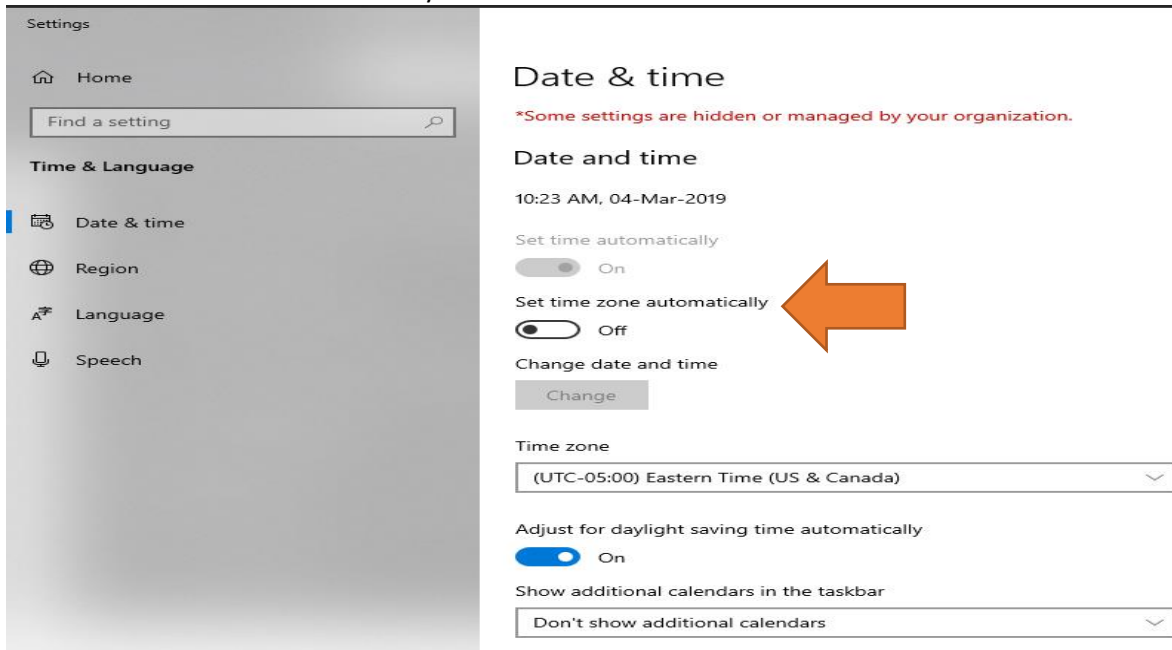 Settings
Home
Find a setting
Time & Language
Date & time
Region
Language
Speech
Date & time
*Some settings are hidden or managed by your organization.
Date and time
10:23 AM, 04-Mar-2019
Set time automatically
On
Set time zone automatically
Off
Change date and time
Change
Time zone
(UTC-05:00) Eastern Time (US & Canada)
Adjust for daylight saving time automatically
On
Show additional calendars in the taskbar
Don't show additional calendars